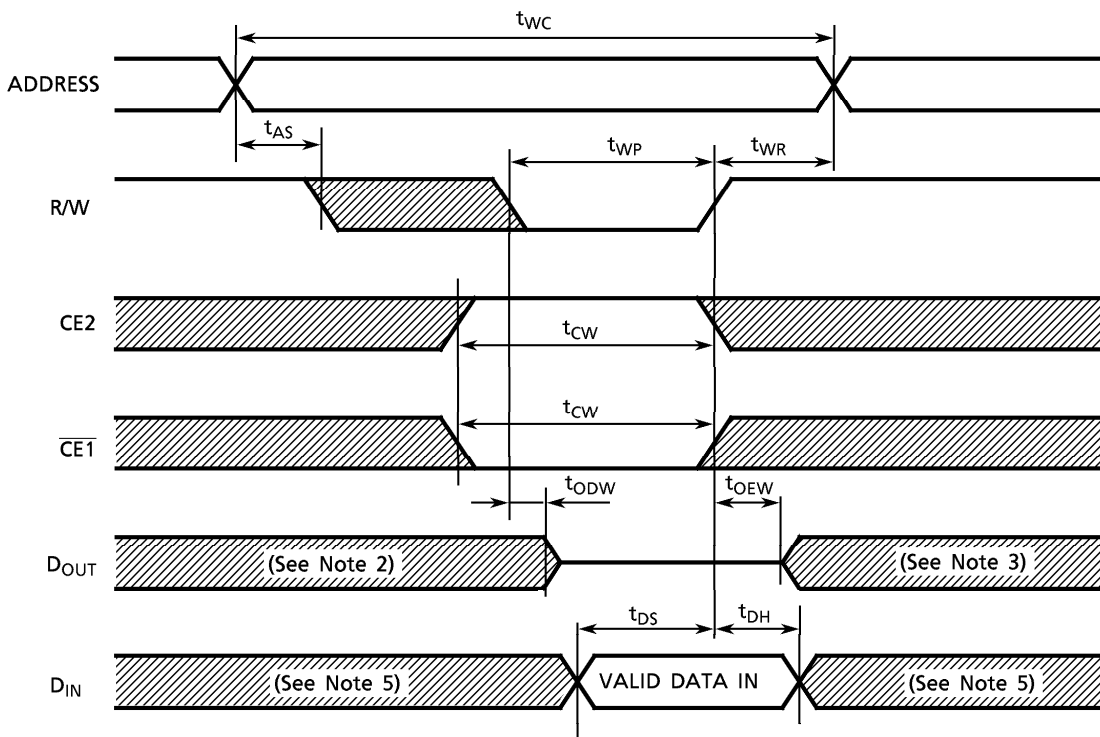 tWC
ADDRESS
tAS
tWP
tWR
R/W
CE2
tCW
tCW
CE1
tODW
tOEW
DOUT
(See Note 2)
(See Note 3)
tDS
tDH
DIN
(See Note 5)
VALID DATA IN
(See Note 5)